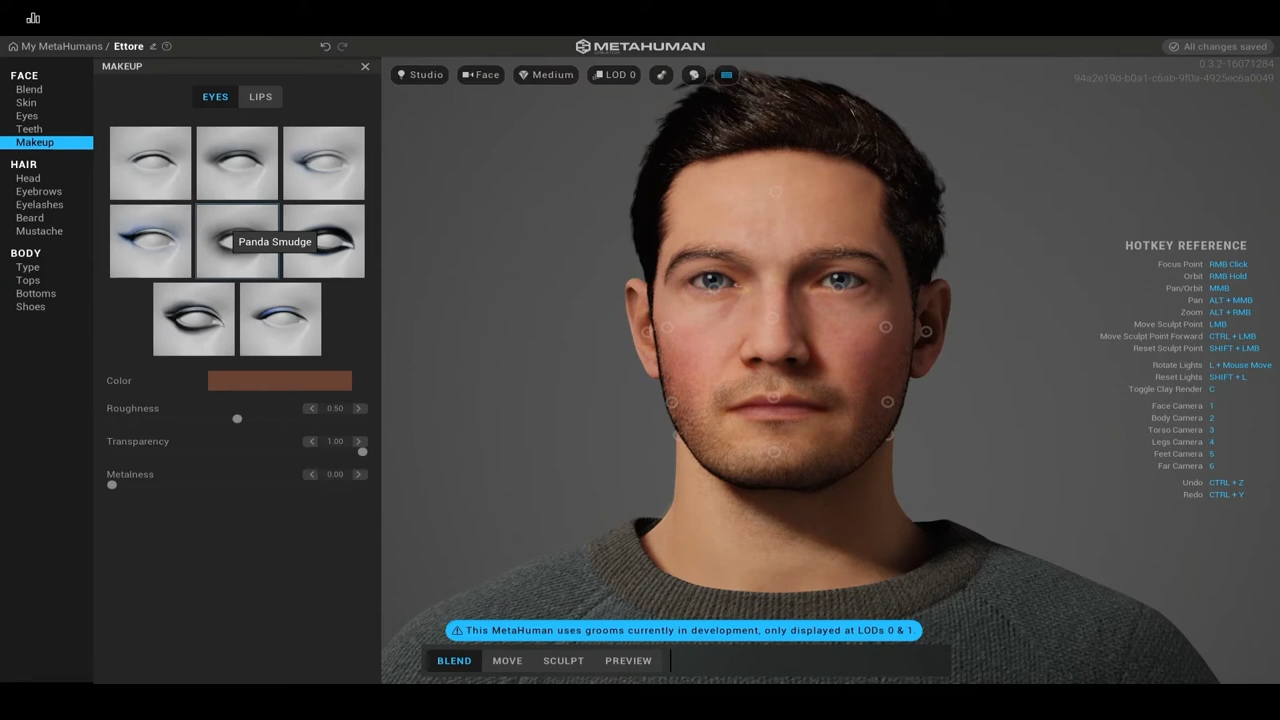 My MetaHumans / Ettore
METAHUMAN
All changes saved
0.3.2-16071284
94a2e19d-b0a1-c6ab-9f0a-4925ec6a0049
FACE
Blend
Skin
Eyes
Teeth
Makeup
HAIR
Head
Eyebrows
Eyelashes
Beard
Mustache
BODY
Type
Tops
Bottoms
Shoes
MAKEUP
EYES LIPS
Panda Smudge
Color
Roughness 0.50
Transparency 1.00
Metalness 0.00
Studio Face Medium LOD 0
HOTKEY REFERENCE
Focus Point RMB Click
Orbit RMB Hold
Pan/Orbit MMB
Pan ALT + MMB
Zoom ALT + RMB
Move Sculpt Point LMB
Move Sculpt Point Forward CTRL + LMB
Reset Sculpt Point SHIFT + LMB
Rotate Lights L + Mouse Move
Reset Lights SHIFT + L
Toggle Clay Render C
Face Camera 1
Body Camera 2
Torso Camera 3
Legs Camera 4
Feet Camera 5
Far Camera 6
Undo CTRL + Z
Redo CTRL + Y
This MetaHuman uses grooms currently in development, only displayed at LODs 0 & 1.
BLEND MOVE SCULPT PREVIEW